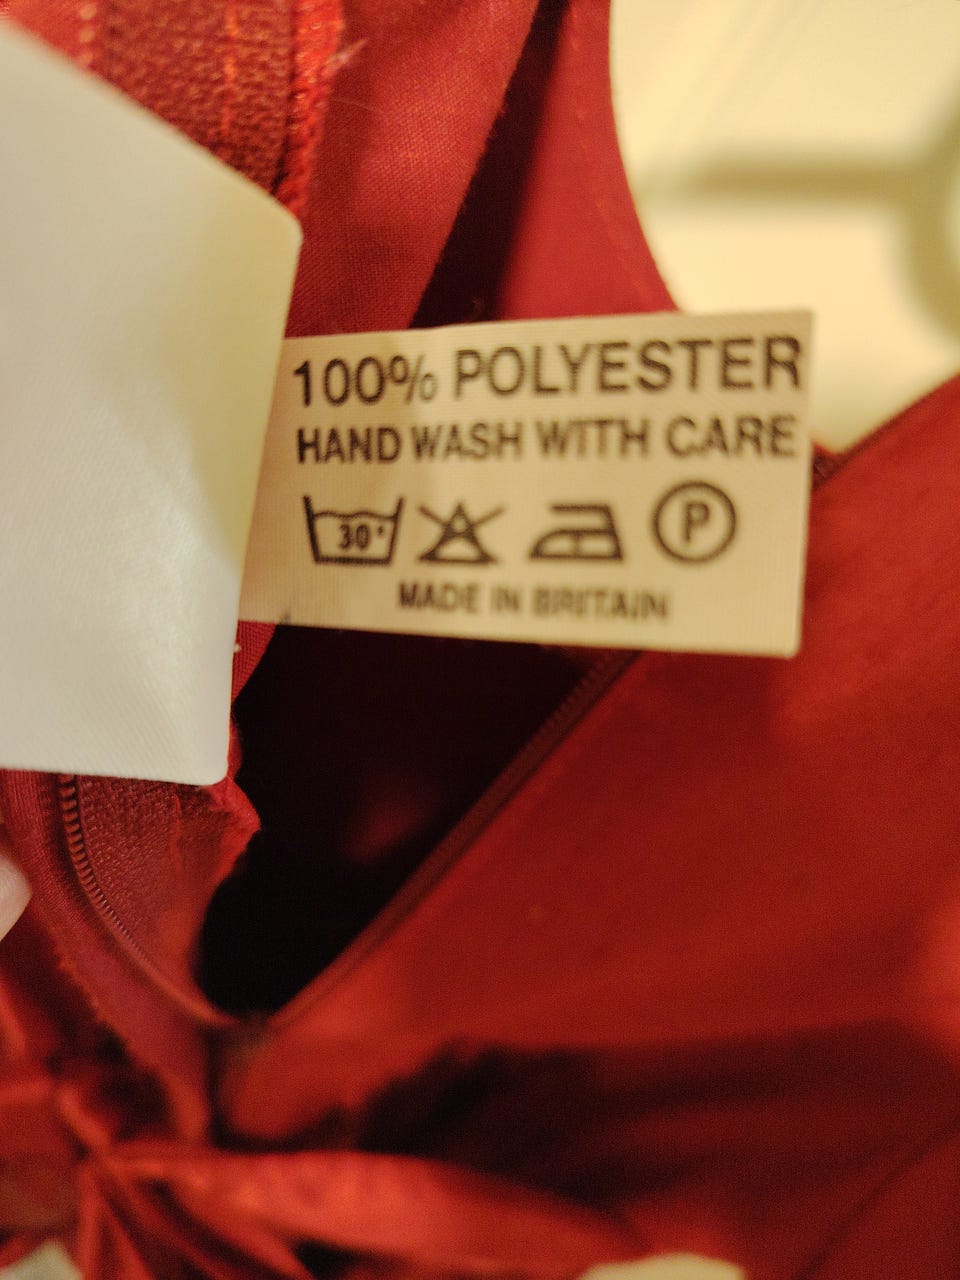 100% POLYESTER
HAND WASH WITH CARE
30° P
MADE IN BRITAIN